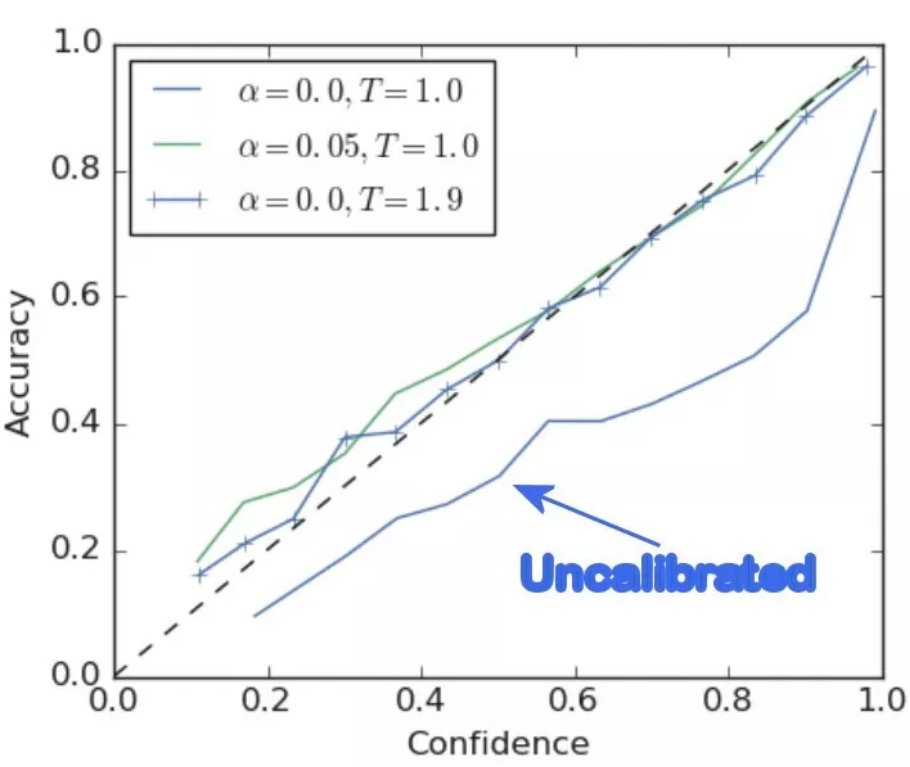 1.0
α=0.0, T=1.0
α=0.05, T=1.0
α=0.0, T=1.9
0.8
0.6
Accuracy
0.4
0.2
Uncalibrated
0.0
0.0 0.2 0.4 0.6 0.8 1.0
Confidence